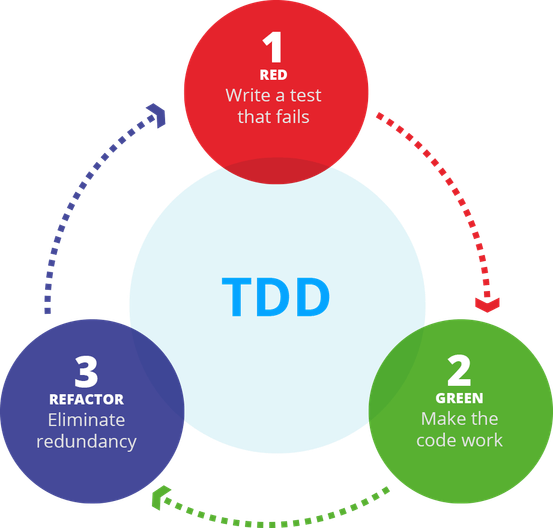 1
RED
Write a test
that fails
TDD
2
GREEN
Make the
code work
3
REFACTOR
Eliminate
redundancy